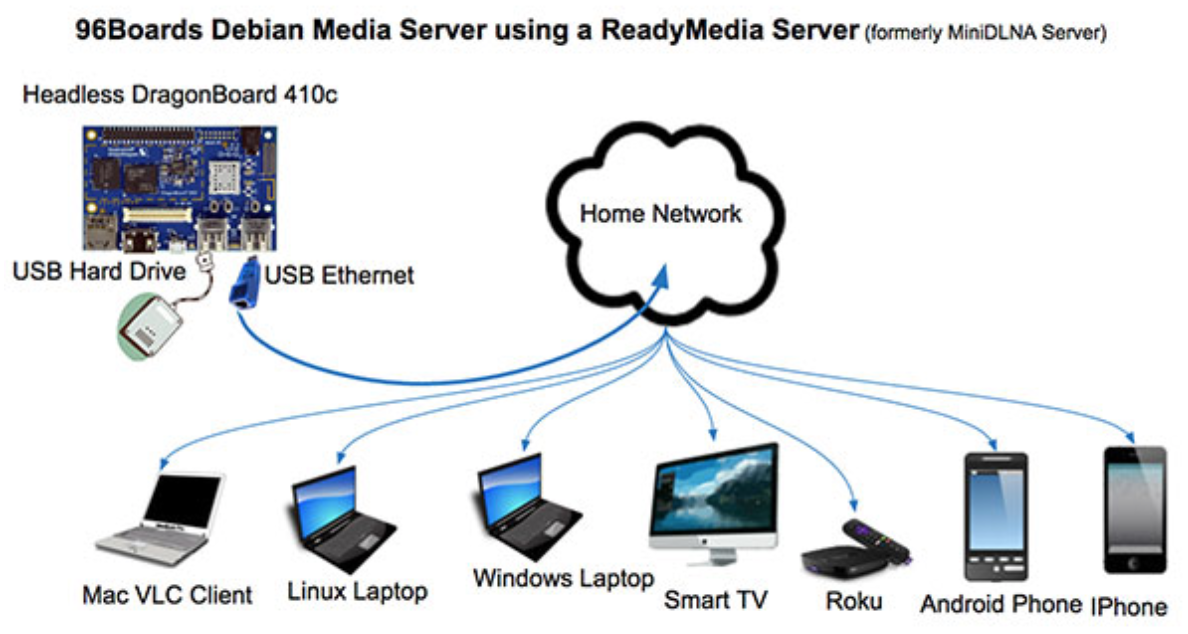 96Boards Debian Media Server using a ReadyMedia Server (formerly MiniDLNA Server)
Headless DragonBoard 410c
Home Network
USB Hard Drive
USB Ethernet
Mac VLC Client
Linux Laptop
Windows Laptop
Smart TV
Roku
Android Phone
IPhone